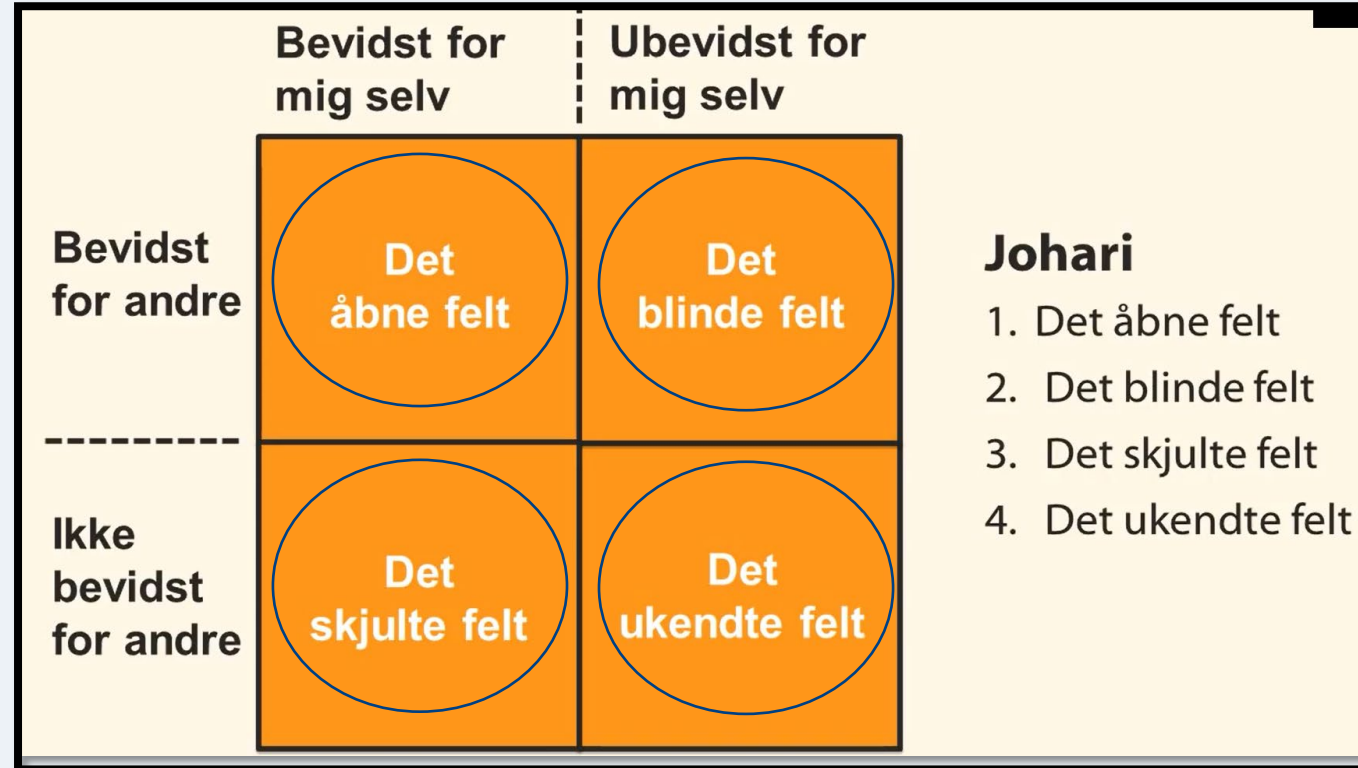 Bevidst for
mig selv
Ubevidst for
mig selv
Bevidst
for andre
Det
åbne felt
Det
blinde felt
Ikke
bevidst
for andre
Det
skjulte felt
Det
ukendte felt
Johari
1. Det åbne felt
2. Det blinde felt
3. Det skjulte felt
4. Det ukendte felt